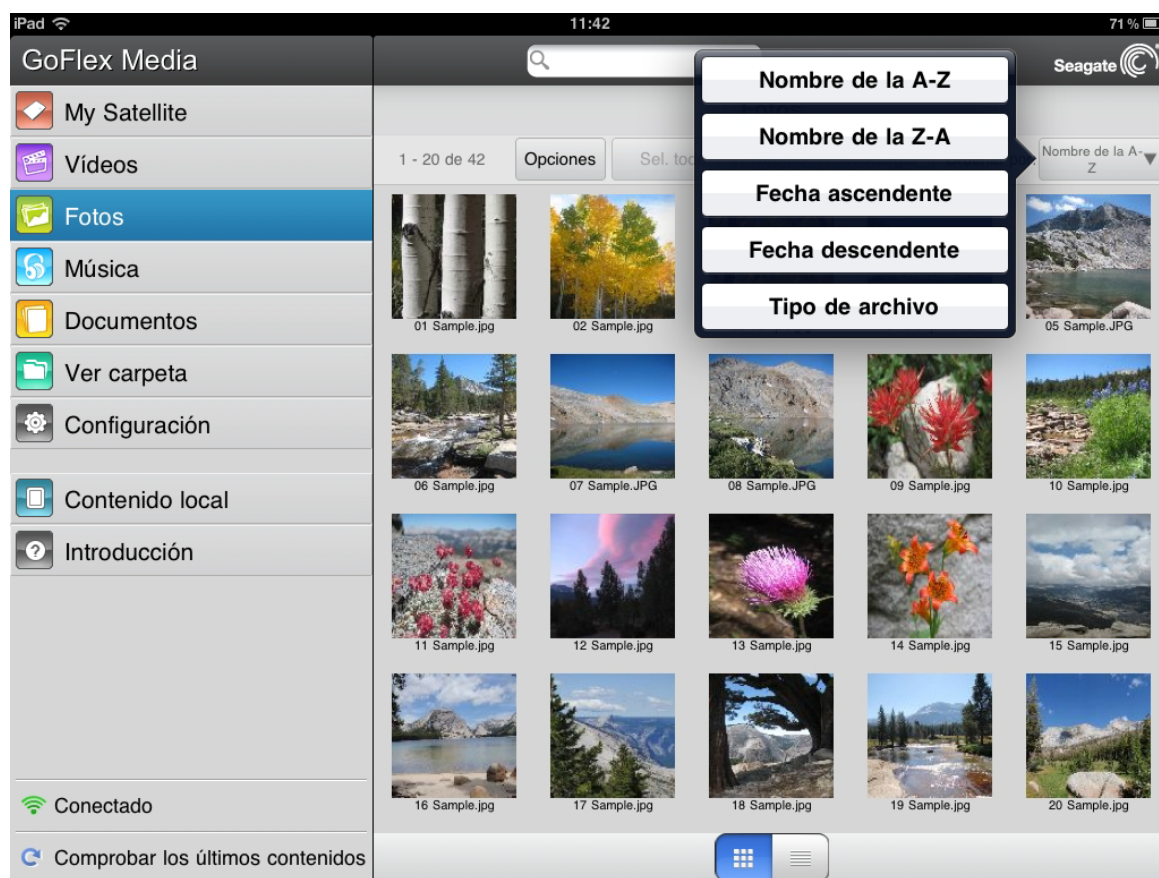 iPad 11:42 71 %
GoFlex Media
Seagate
My Satellite
Vídeos
Fotos
Música
Documentos
Ver carpeta
Configuración
Contenido local
Introducción
Conectado
Comprobar los últimos contenidos
1 - 20 de 42
Opciones
Sel.
Nombre de la A-
Z
Nombre de la A-Z
Nombre de la Z-A
Fecha ascendente
Fecha descendente
Tipo de archivo
01 Sample.jpg
02 Sample.jpg
05 Sample.JPG
06 Sample.jpg
07 Sample.JPG
08 Sample.JPG
09 Sample.jpg
10 Sample.jpg
11 Sample.jpg
12 Sample.jpg
13 Sample.jpg
14 Sample.jpg
15 Sample.jpg
16 Sample.jpg
17 Sample.jpg
18 Sample.jpg
19 Sample.jpg
20 Sample.jpg